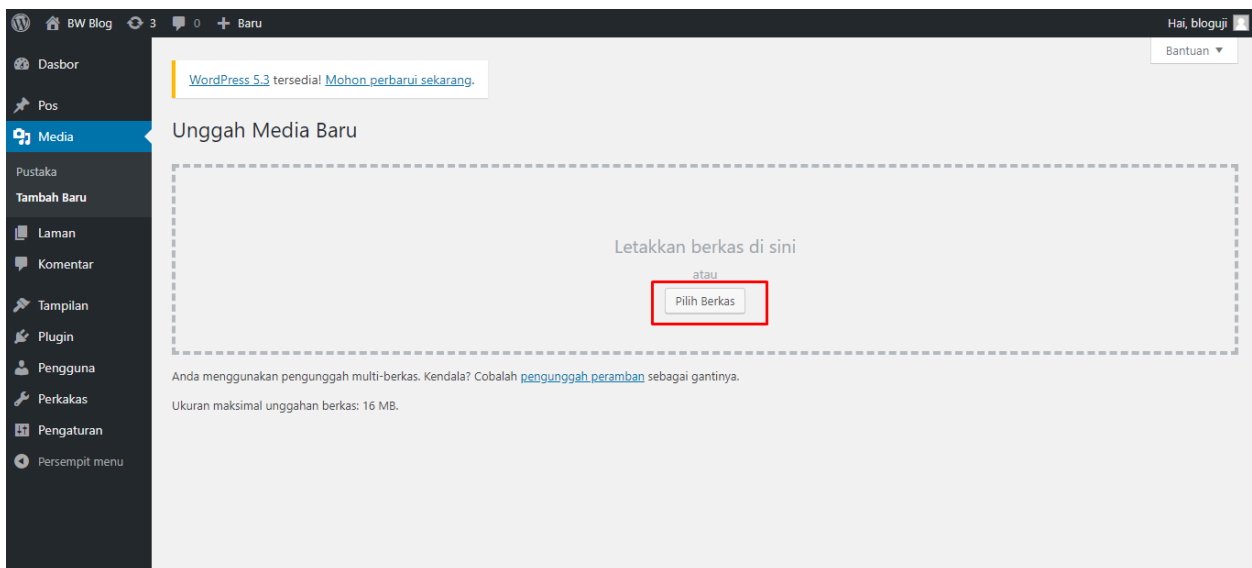 BW Blog 3 0 + Baru Hai, bloguji
Bantuan ▼
Dasbor
Pos
Media
Pustaka
Tambah Baru
Laman
Komentar
Tampilan
Plugin
Pengguna
Perkakas
Pengaturan
Persempit menu
WordPress 5.3 tersedia! Mohon perbarui sekarang.
Unggah Media Baru
Letakkan berkas di sini
atau
Pilih Berkas
Anda menggunakan pengunggah multi-berkas. Kendala? Cobalah pengunggah peramban sebagai gantinya.
Ukuran maksimal unggahan berkas: 16 MB.